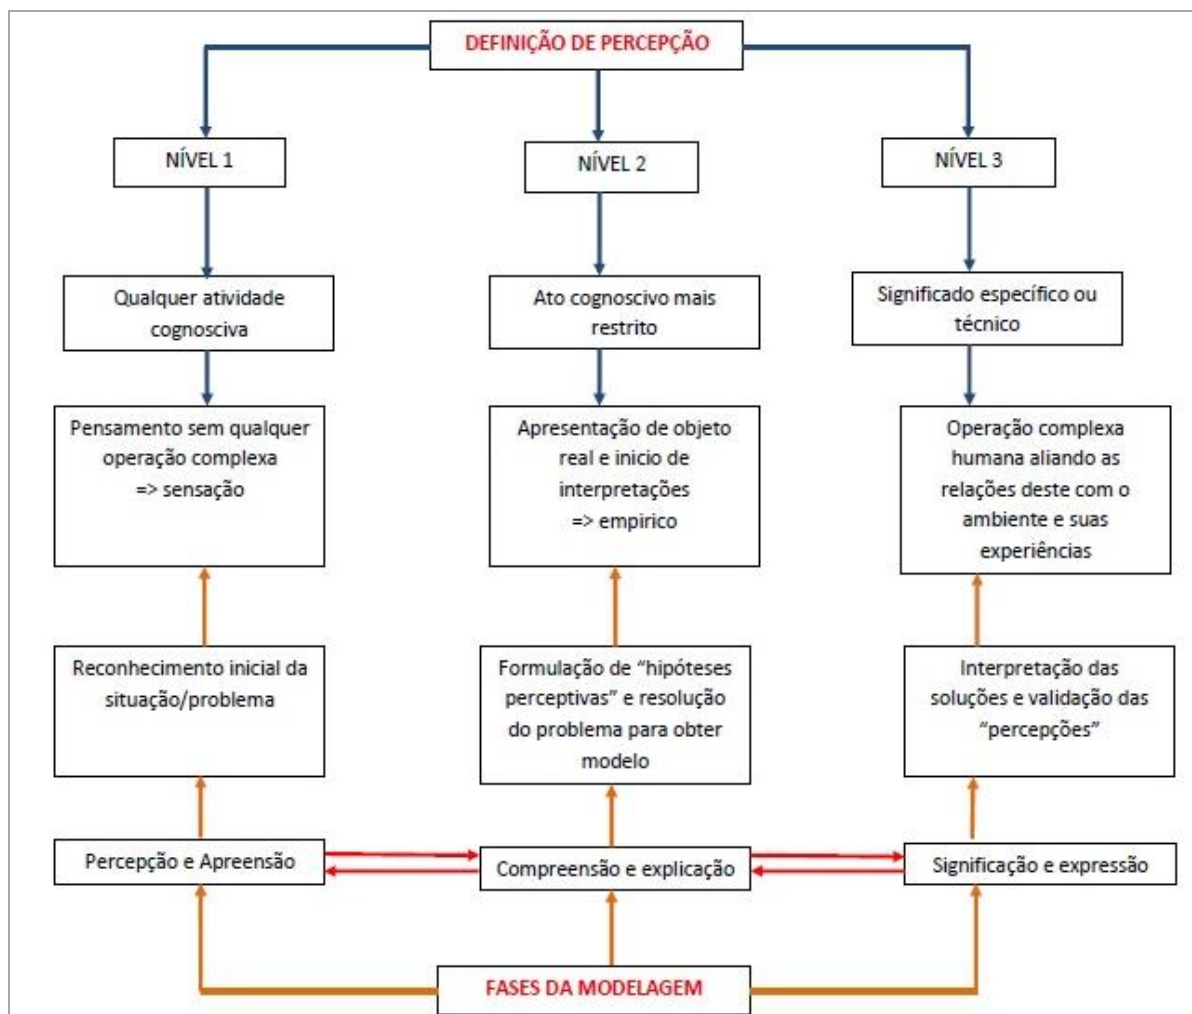 DEFINIÇÃO DE PERCEPÇÃO
NÍVEL 1
NÍVEL 2
NÍVEL 3
Qualquer atividade
cognosciva
Ato cognoscivo mais
restrito
Significado específico ou
técnico
Pensamento sem qualquer
operação complexa
=> sensação
Apresentação de objeto
real e inicio de
interpretações
=> empirico
Operação complexa
humana aliando as
relações deste com o
ambiente e suas
experiências
Reconhecimento inicial da
situação/problema
Formulação de “hipóteses
perceptivas” e resolução
do problema para obter
modelo
Interpretação das
soluções e validação das
“percepções”
Percepção e Apreensão
Compreensão e explicação
Significação e expressão
FASES DA MODELAGEM